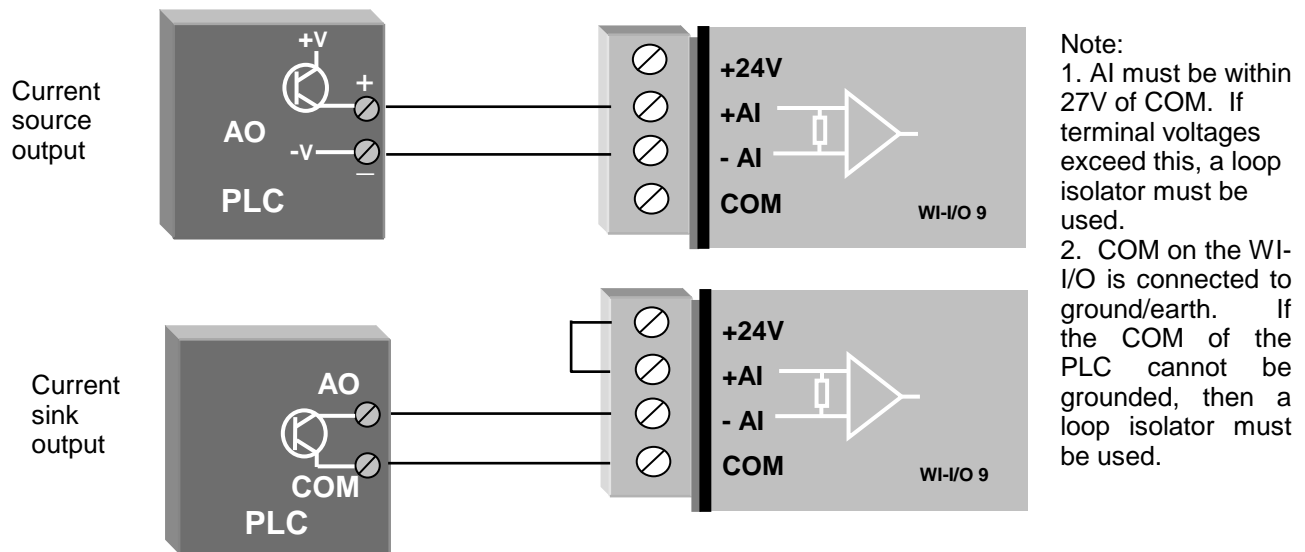 Current
source
output
+V
+
AO
-V
–
PLC
+24V
+AI
- AI
COM
WI-I/O 9
Current
sink
output
AO
COM
PLC
+24V
+AI
- AI
COM
WI-I/O 9
Note:
1. AI must be within
27V of COM. If
terminal voltages
exceed this, a loop
isolator must be
used.
2. COM on the WI-
I/O is connected to
ground/earth. If
the COM of the
PLC cannot be
grounded, then a
loop isolator must
be used.